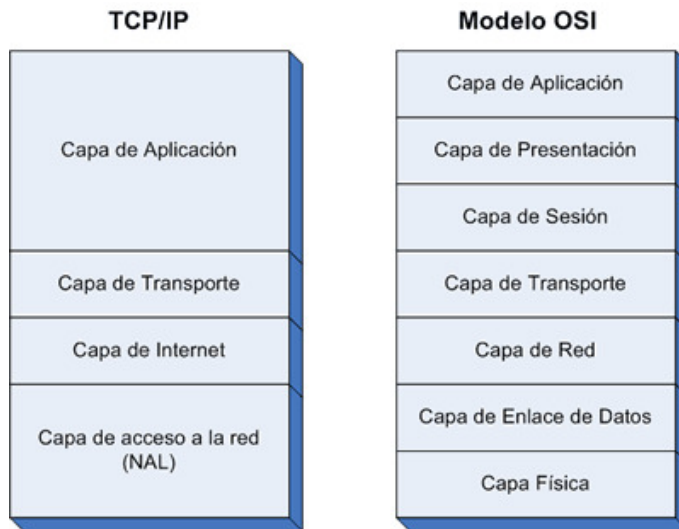 TCP/IP
Capa de Aplicación
Capa de Transporte
Capa de Internet
Capa de acceso a la red
(NAL)
Modelo OSI
Capa de Aplicación
Capa de Presentación
Capa de Sesión
Capa de Transporte
Capa de Red
Capa de Enlace de Datos
Capa Física